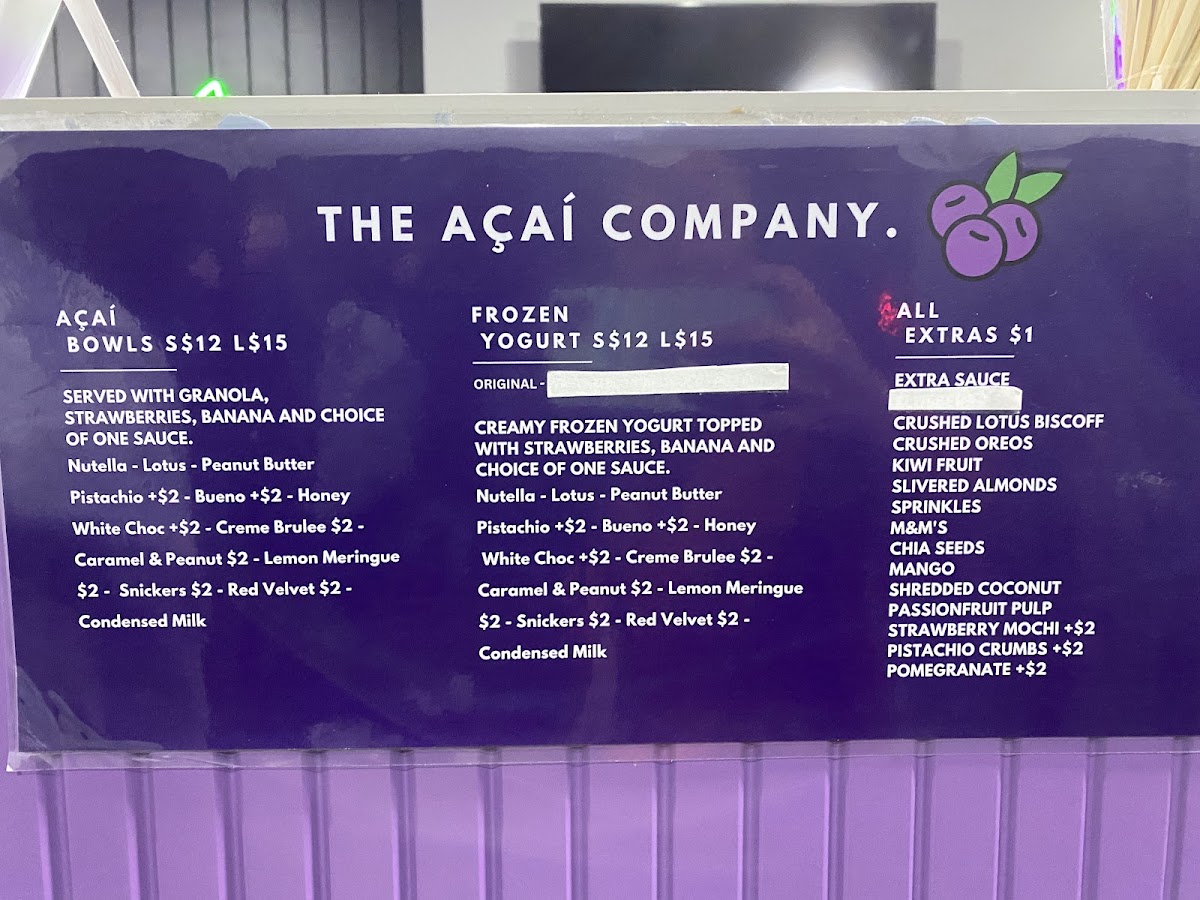 THE AÇAÍ COMPANY.
AÇAÍ
BOWLS S$12 L$15
SERVED WITH GRANOLA,
STRAWBERRIES, BANANA AND CHOICE
OF ONE SAUCE.
Nutella - Lotus - Peanut Butter
Pistachio +$2 - Bueno +$2 - Honey
White Choc +$2 - Creme Brulee $2 -
Caramel & Peanut $2 - Lemon Meringue
$2 - Snickers $2 - Red Velvet $2 -
Condensed Milk
FROZEN
YOGURT S$12 L$15
ORIGINAL -
CREAMY FROZEN YOGURT TOPPED
WITH STRAWBERRIES, BANANA AND
CHOICE OF ONE SAUCE.
Nutella - Lotus - Peanut Butter
Pistachio +$2 - Bueno +$2 - Honey
White Choc +$2 - Creme Brulee $2 -
Caramel & Peanut $2 - Lemon Meringue
$2 - Snickers $2 - Red Velvet $2 -
Condensed Milk
ALL
EXTRAS $1
EXTRA SAUCE
CRUSHED LOTUS BISCOFF
CRUSHED OREOS
KIWI FRUIT
SLIVERED ALMONDS
SPRINKLES
M&M'S
CHIA SEEDS
MANGO
SHREDDED COCONUT
PASSIONFRUIT PULP
STRAWBERRY MOCHI +$2
PISTACHIO CRUMBS +$2
POMEGRANATE +$2